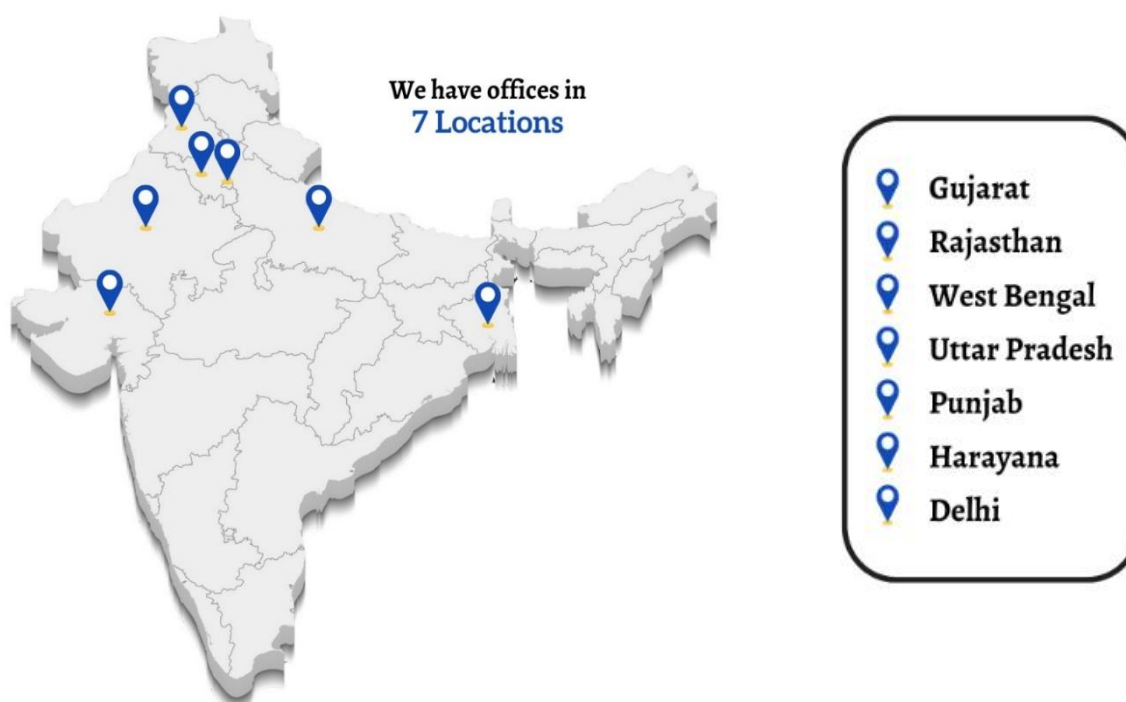 We have offices in
7 Locations
Gujarat
Rajasthan
West Bengal
Uttar Pradesh
Punjab
Harayana
Delhi